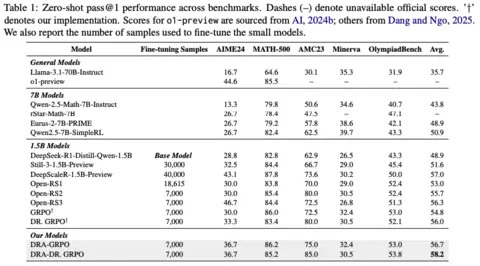 Table 1: Zero-shot pass@1 performance across benchmarks. Dashes (–) denote unavailable official scores. '†'
denotes our implementation. Scores for o1-preview are sourced from AI, 2024b; others from Dang and Ngo, 2025.
We also report the number of samples used to fine-tune the small models.
Model Fine-tuning Samples AIME24 MATH-500 AMC23 Minerva OlympiadBench Avg.
General Models
Llama-3.1-70B-Instruct 16.7 64.6 30.1 35.3 31.9 35.7
o1-preview 44.6 85.5 – – – –
7B Models
Qwen-2.5-Math-7B-Instruct 13.3 79.8 50.6 34.6 40.7 43.8
rStar-Math-7B 26.7 78.4 47.5 – 47.1 –
Eurus-2-7B-PRIME 26.7 79.2 57.8 38.6 42.1 48.9
Qwen2.5-7B-SimpleRL 26.7 82.4 62.5 39.7 43.3 50.9
1.5B Models
DeepSeek-R1-Distill-Qwen-1.5B Base Model 28.8 82.8 62.9 26.5 43.3 48.9
Still-3-1.5B-Preview 30,000 32.5 84.4 66.7 29.0 45.4 51.6
DeepScaleR-1.5B-Preview 40,000 43.1 87.8 73.6 30.2 50.0 57.0
Open-RS1 18,615 30.0 83.8 70.0 29.0 52.4 53.0
Open-RS2 7,000 30.0 85.4 80.0 30.5 52.4 55.7
Open-RS3 7,000 46.7 84.4 72.5 26.8 51.3 56.3
GRPO† 7,000 30.0 86.0 72.5 32.4 53.0 54.8
DR. GRPO† 7,000 33.3 83.4 80.0 30.5 52.1 56.0
Our Models
DRA-GRPO 7,000 36.7 86.2 75.0 32.4 53.0 56.7
DRA-DR. GRPO 7,000 36.7 85.2 85.0 30.5 53.8 58.2